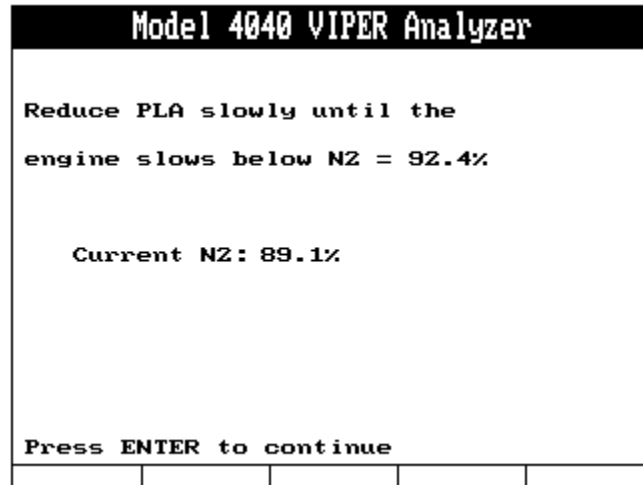 Model 4040 VIPER Analyzer
Reduce PLA slowly until the
engine slows below N2 = 92.4%
Current N2: 89.1%
Press ENTER to continue